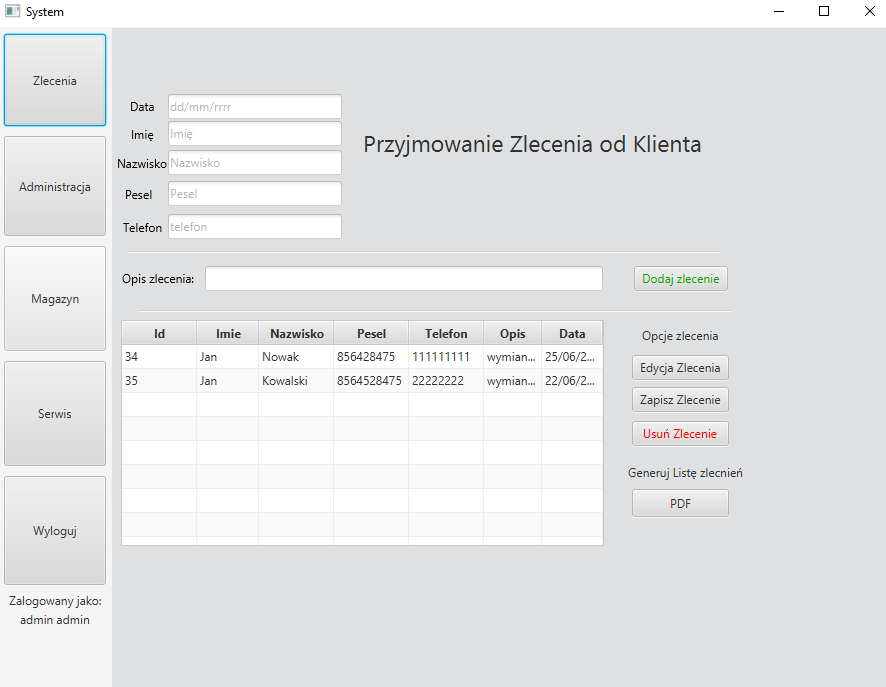 System
Zlecenia
Administracja
Magazyn
Serwis
Wyloguj
Zalogowany jako:
admin admin
Data dd/mm/rrrr
Imię Imię
Nazwisko Nazwisko
Pesel Pesel
Telefon telefon
Przyjmowanie Zlecenia od Klienta
Opis zlecenia: Dodaj zlecenie
Id Imie Nazwisko Pesel Telefon Opis Data
34 Jan Nowak 856428475 111111111 wymian... 25/06/2...
35 Jan Kowalski 8564528475 22222222 wymian... 22/06/2...
Opcje zlecenia
Edycja Zlecenia
Zapisz Zlecenie
Usuń Zlecenie
Generuj Listę zlecnień
PDF